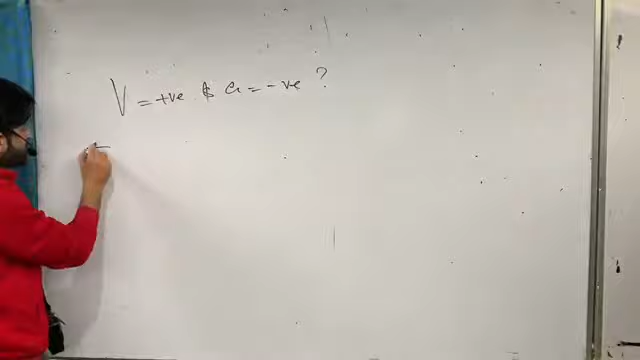 V = +ve & a = -ve ?